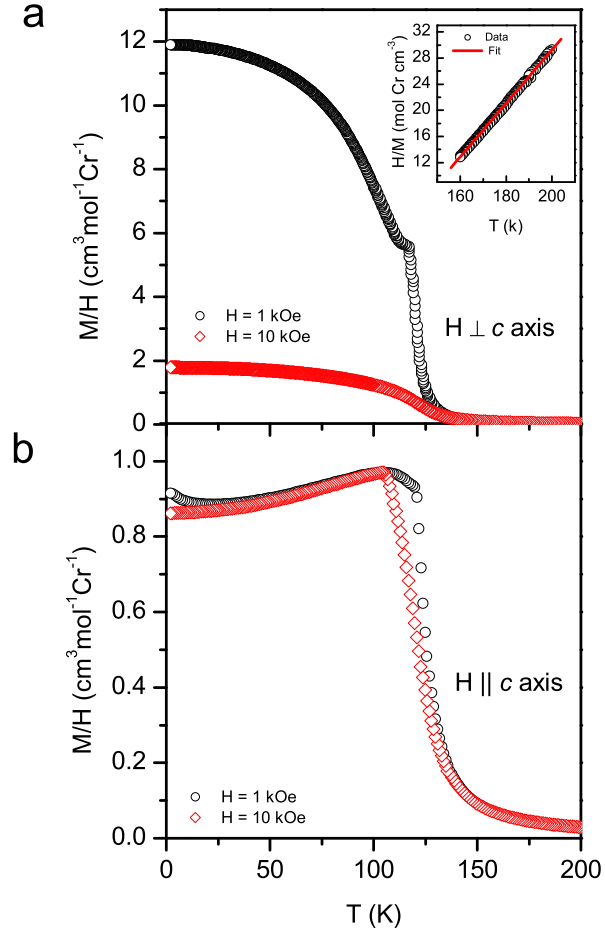 a
12
10
8
6
4
2
0
M/H (cm³mol⁻¹Cr⁻¹)
H = 1 kOe
H = 10 kOe
H ⊥ c axis
32
28
24
20
16
12
H/M (mol Cr cm⁻³)
Data
Fit
160 180 200
T (k)
b
1.0
0.8
0.6
0.4
0.2
0.0
M/H (cm³mol⁻¹Cr⁻¹)
H || c axis
H = 1 kOe
H = 10 kOe
0 50 100 150 200
T (K)